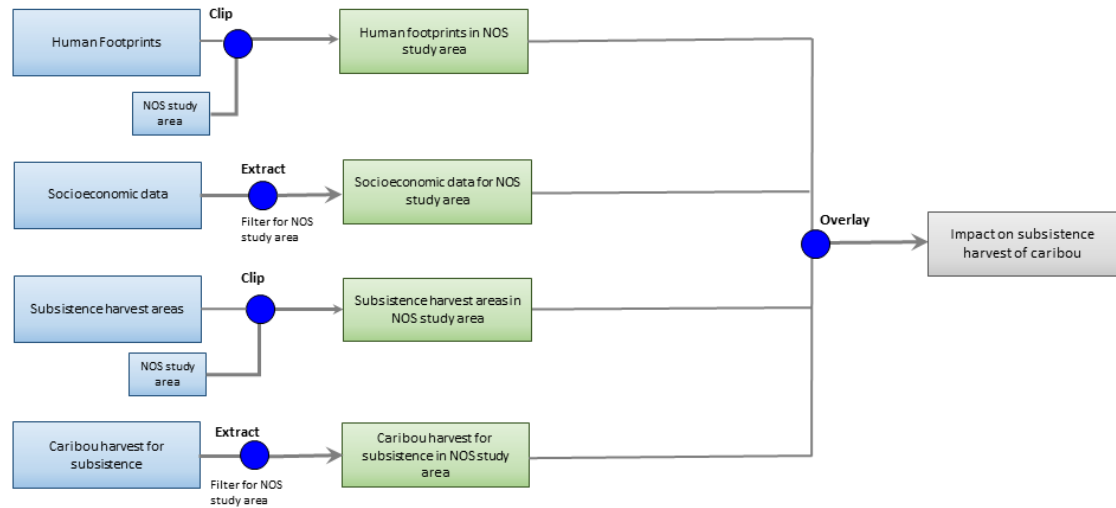 Clip
Human Footprints
Human footprints in NOS
study area
NOS study
area
Extract
Socioeconomic data
Socioeconomic data for NOS
study area
Filter for NOS
study area
Overlay
Impact on subsistence
harvest of caribou
Clip
Subsistence harvest areas
Subsistence harvest areas in
NOS study area
NOS study
area
Extract
Caribou harvest for
subsistence
Caribou harvest for
subsistence in NOS study
area
Filter for NOS
study area